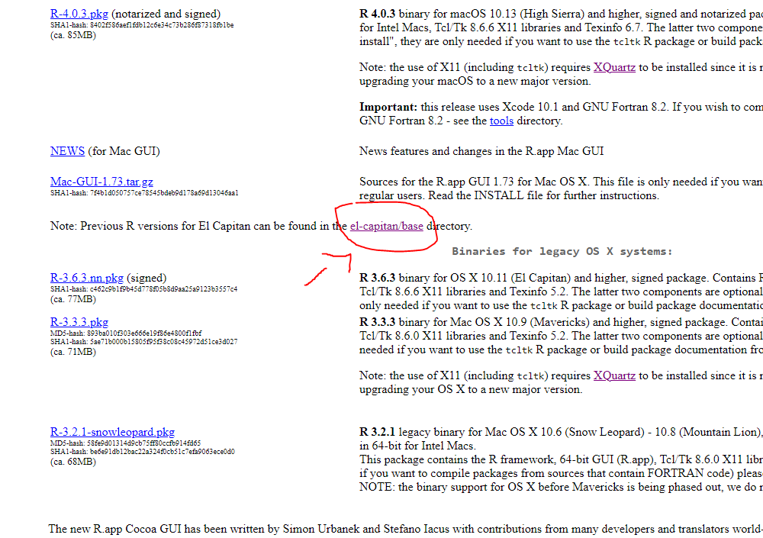 R-4.0.3.pkg (notarized and signed)
SHA1-hash: 8402f586aef1fdb12c6e34c73b286f87318fb1be
(ca. 85MB)
R 4.0.3 binary for macOS 10.13 (High Sierra) and higher, signed and notarized pac
for Intel Macs, Tcl/Tk 8.6.6 X11 libraries and Texinfo 6.7. The latter two compone
install", they are only needed if you want to use the tcltk R package or build pack
Note: the use of X11 (including tcltk) requires XQuartz to be installed since it is n
upgrading your macOS to a new major version.
Important: this release uses Xcode 10.1 and GNU Fortran 8.2. If you wish to com
GNU Fortran 8.2 - see the tools directory.
NEWS (for Mac GUI)
News features and changes in the R.app Mac GUI
Mac-GUI-1.73.tar.gz
SHA1-hash: 7f4b1d050757ce78545bdeb9d178a69d13046aa1
Sources for the R.app GUI 1.73 for Mac OS X. This file is only needed if you wan
regular users. Read the INSTALL file for further instructions.
Note: Previous R versions for El Capitan can be found in the el-capitan/base directory.
Binaries for legacy OS X systems:
R-3.6.3.nn.pkg (signed)
SHA1-hash: c462c9b1f9b45d778f05b8d9aa25a9123b3557c4
(ca. 77MB)
R 3.6.3 binary for OS X 10.11 (El Capitan) and higher, signed package. Contains R
Tcl/Tk 8.6.6 X11 libraries and Texinfo 5.2. The latter two components are optional
only needed if you want to use the tcltk R package or build package documentatio
R-3.3.3.pkg
MD5-hash: 893ba010f303e666e19f86e4800f1fbf
SHA1-hash: 5ae71b000b15805f95f38c08c45972d51ce3d027
(ca. 71MB)
R 3.3.3 binary for Mac OS X 10.9 (Mavericks) and higher, signed package. Contai
Tcl/Tk 8.6.0 X11 libraries and Texinfo 5.2. The latter two components are optional
needed if you want to use the tcltk R package or build package documentation fro
Note: the use of X11 (including tcltk) requires XQuartz to be installed since it is n
upgrading your OS X to a new major version.
R-3.2.1-snowleopard.pkg
MD5-hash: 58fe9d01314d9cb75ff80ccfb914fd65
SHA1-hash: be6e91db12bac22a324f0cb51c7efa9063ece0d0
(ca. 68MB)
R 3.2.1 legacy binary for Mac OS X 10.6 (Snow Leopard) - 10.8 (Mountain Lion),
in 64-bit for Intel Macs.
This package contains the R framework, 64-bit GUI (R.app), Tcl/Tk 8.6.0 X11 libr
if you want to compile packages from sources that contain FORTRAN code) pleas
NOTE: the binary support for OS X before Mavericks is being phased out, we do n
The new R.app Cocoa GUI has been written by Simon Urbanek and Stefano Iacus with contributions from many developers and translators world-